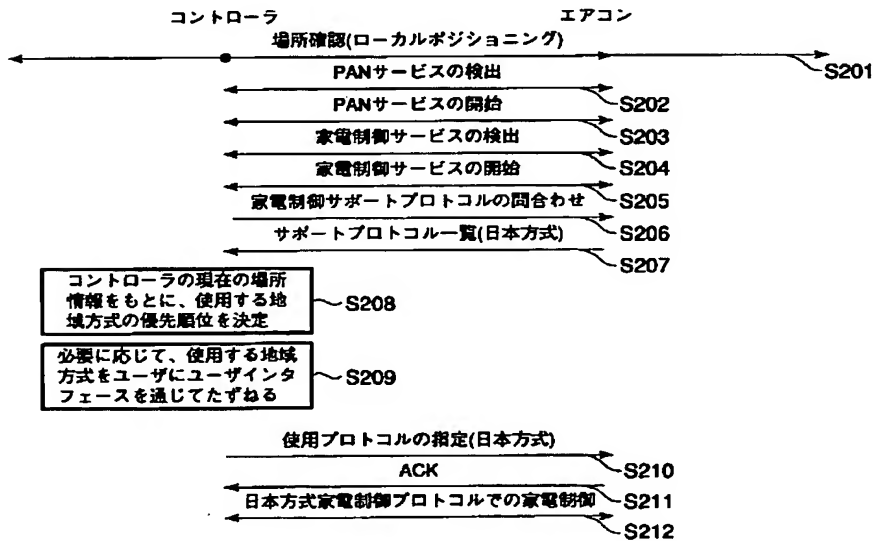 コントローラ
エアコン
場所確認(ローカルポジショニング)
S201
PANサービスの検出
S202
PANサービスの開始
S203
家電制御サービスの検出
S204
家電制御サービスの開始
S205
家電制御サポートプロトコルの問合わせ
S206
サポートプロトコル一覧(日本方式)
S207
コントローラの現在の場所
情報をもとに、使用する地
域方式の優先順位を決定
S208
必要に応じて、使用する地域
方式をユーザにユーザインタ
フェースを通じてたずねる
S209
使用プロトコルの指定(日本方式)
S210
ACK
S211
日本方式家電制御プロトコルでの家電制御
S212